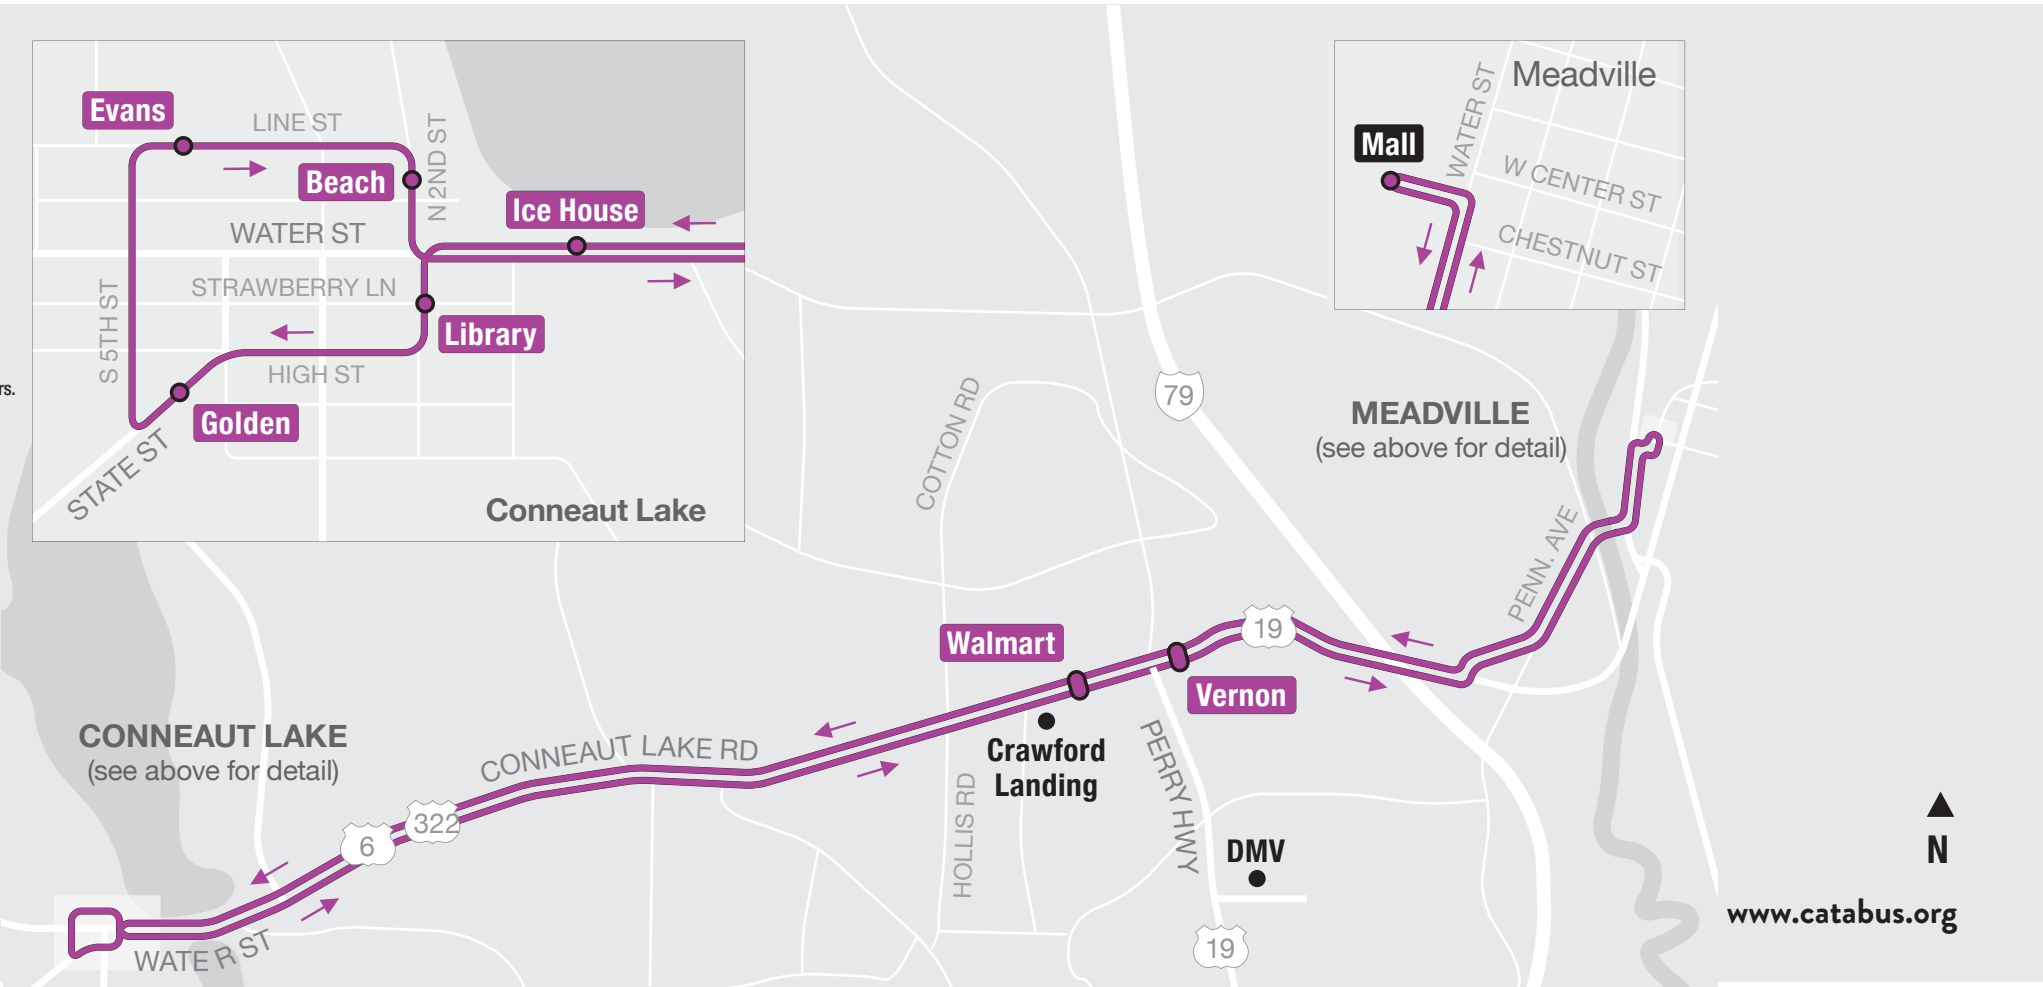 rs.
Evans
LINE ST
N 2ND ST
Beach
Ice House
WATER ST
STRAWBERRY LN
S 5TH ST
Library
HIGH ST
Golden
STATE ST
Conneaut Lake
Meadville
WATER ST
Mall
W CENTER ST
CHESTNUT ST
79
COTTON RD
MEADVILLE
(see above for detail)
PENN. AVE
19
Walmart
Vernon
CONNEAUT LAKE
(see above for detail)
CONNEAUT LAKE RD
Crawford
Landing
PERRY HWY
HOLLIS RD
322
6
DMV
N
WATER ST
19
www.catabus.org